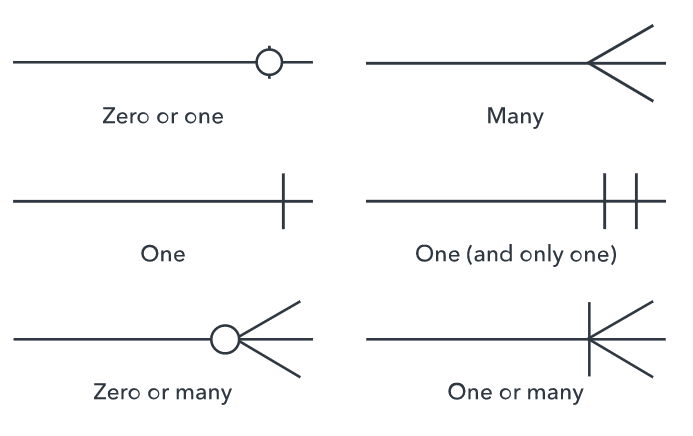 Zero or one
Many
One
One (and only one)
Zero or many
One or many